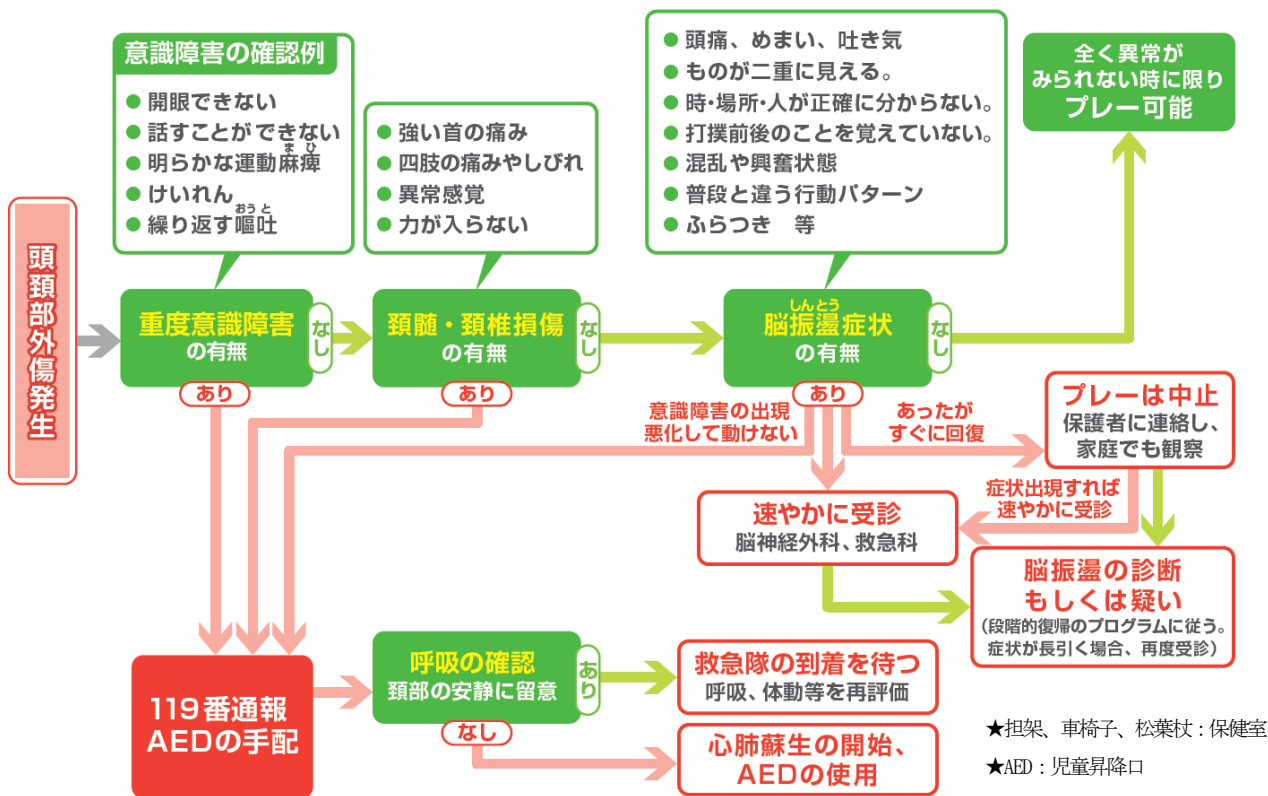 頭頚部外傷発生
意識障害の確認例
● 開眼できない
● 話すことができない
● 明らかな運動麻痺
まひ
● けいれん
● 繰り返す嘔吐
おうと
● 強い首の痛み
● 四肢の痛みやしびれ
● 異常感覚
● 力が入らない
● 頭痛、めまい、吐き気
● ものが二重に見える。
● 時・場所・人が正確に分からない。
● 打撲前後のことを覚えていない。
● 混乱や興奮状態
● 普段と違う行動パターン
● ふらつき　等
全く異常が
みられない時に限り
プレー可能
重度意識障害
の有無
なし
あり
頚髄・頚椎損傷
の有無
なし
あり
しんとう
脳振盪症状
の有無
なし
あり
意識障害の出現
悪化して動けない
あったが
すぐに回復
プレーは中止
保護者に連絡し、
家庭でも観察
症状出現すれば
速やかに受診
速やかに受診
脳神経外科、救急科
脳振盪の診断
もしくは疑い
（段階的復帰のプログラムに従う。
症状が長引く場合、再度受診）
119番通報
AEDの手配
呼吸の確認
頚部の安静に留意
あり
なし
救急隊の到着を待つ
呼吸、体動等を再評価
心肺蘇生の開始、
AEDの使用
★担架、車椅子、松葉杖：保健室
★AED：児童昇降口